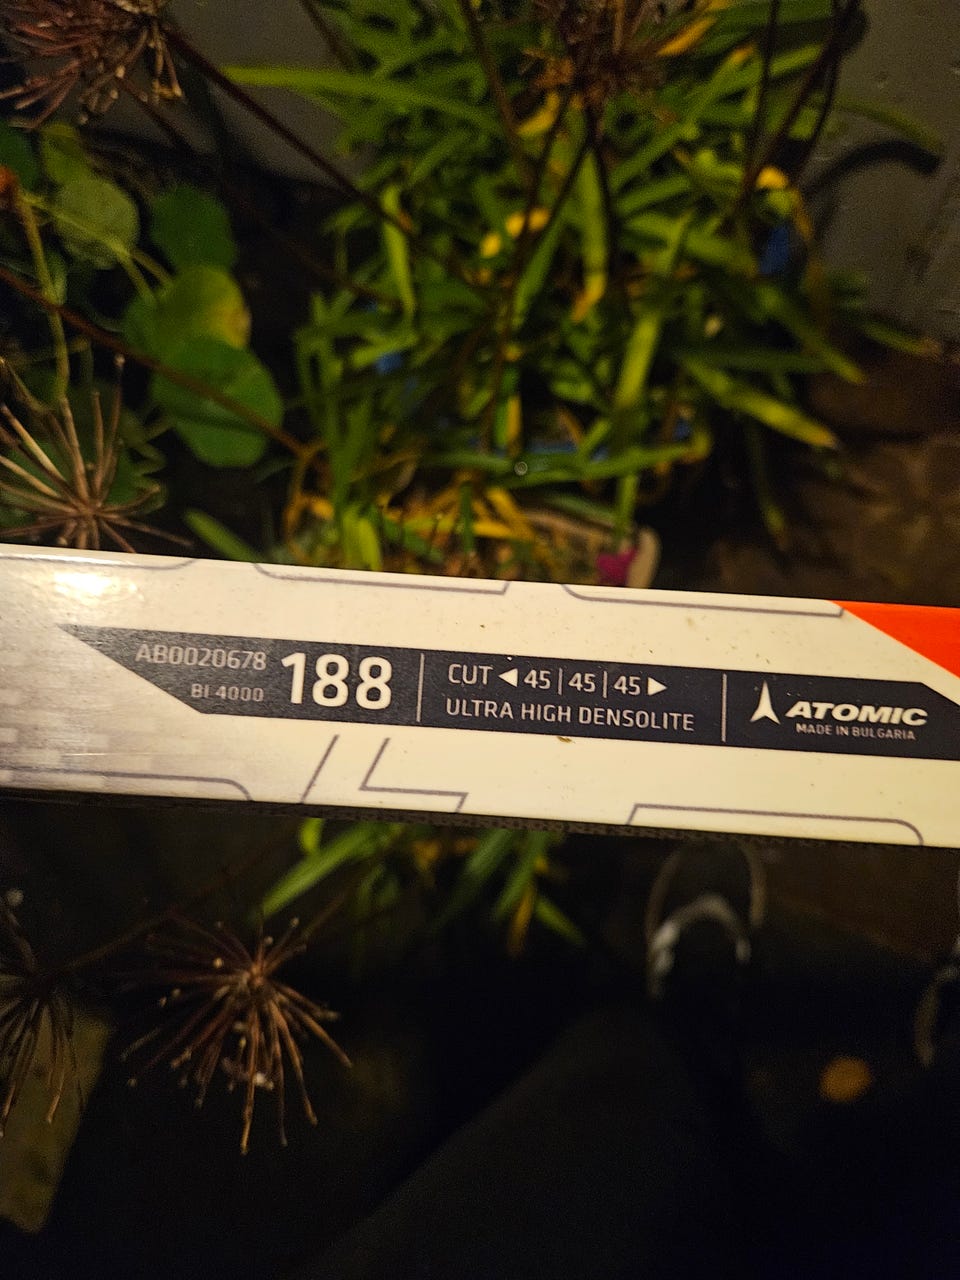 AB0020678
BI 4000
188
CUT ◀ 45 | 45 | 45 ▶
ULTRA HIGH DENSOLITE
ATOMIC
MADE IN BULGARIA